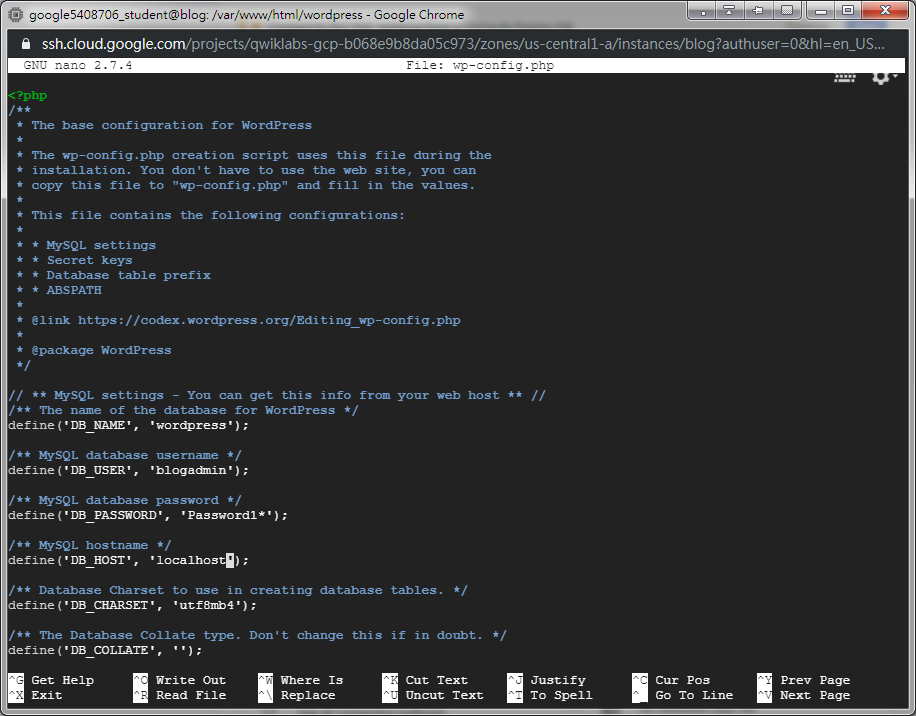 google5408706_student@blog: /var/www/html/wordpress - Google Chrome
ssh.cloud.google.com/projects/qwiklabs-gcp-b068e9b8da05c973/zones/us-central1-a/instances/blog?authuser=0&hl=en_US...
GNU nano 2.7.4 File: wp-config.php
<?php
/**
 * The base configuration for WordPress
 *
 * The wp-config.php creation script uses this file during the
 * installation. You don't have to use the web site, you can
 * copy this file to "wp-config.php" and fill in the values.
 *
 * This file contains the following configurations:
 *
 * * MySQL settings
 * * Secret keys
 * * Database table prefix
 * * ABSPATH
 *
 * @link https://codex.wordpress.org/Editing_wp-config.php
 *
 * @package WordPress
 */
// ** MySQL settings - You can get this info from your web host ** //
/** The name of the database for WordPress */
define('DB_NAME', 'wordpress');
/** MySQL database username */
define('DB_USER', 'blogadmin');
/** MySQL database password */
define('DB_PASSWORD', 'Password1*');
/** MySQL hostname */
define('DB_HOST', 'localhost');
/** Database Charset to use in creating database tables. */
define('DB_CHARSET', 'utf8mb4');
/** The Database Collate type. Don't change this if in doubt. */
define('DB_COLLATE', '');
^G Get Help ^O Write Out ^W Where Is ^K Cut Text ^J Justify ^C Cur Pos ^Y Prev Page
^X Exit ^R Read File ^\ Replace ^U Uncut Text ^T To Spell ^_ Go To Line ^V Next Page